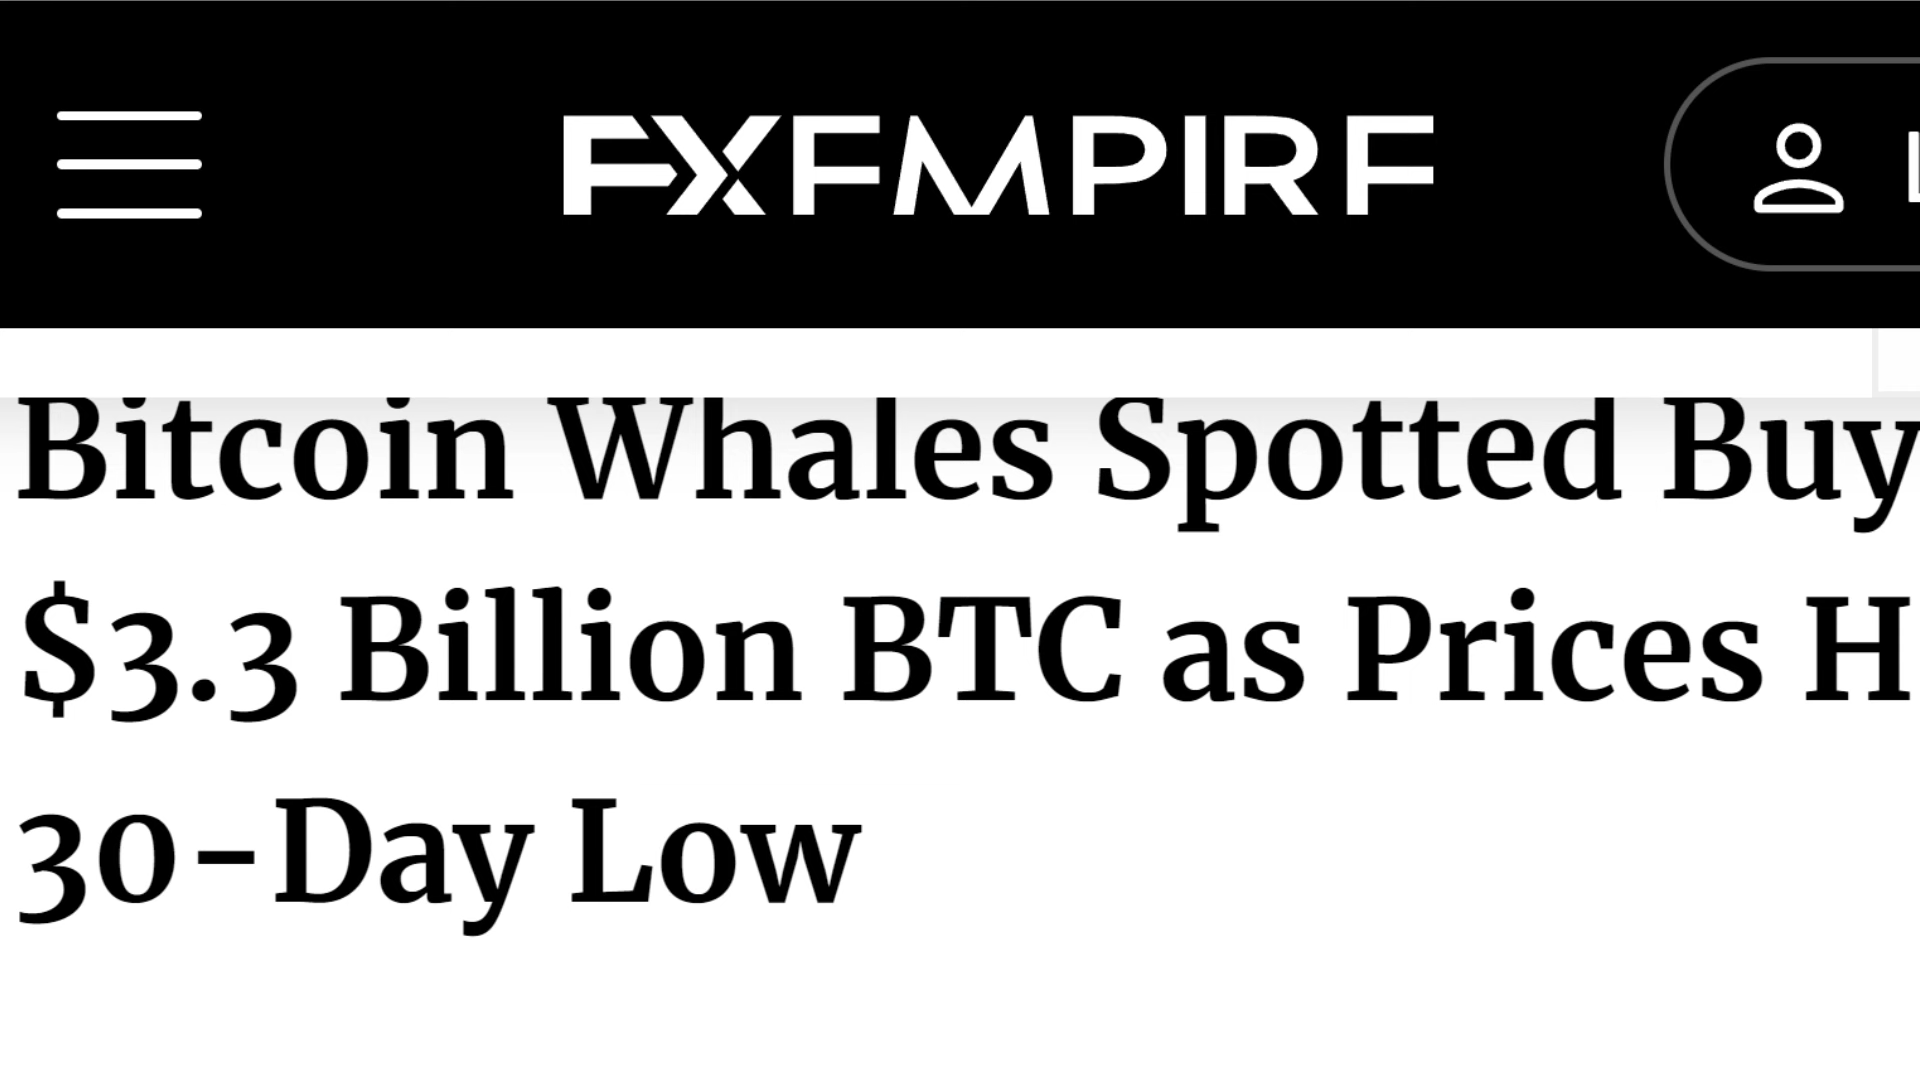 FXEMPIRE
Bitcoin Whales Spotted Buy
$3.3 Billion BTC as Prices H
30-Day Low